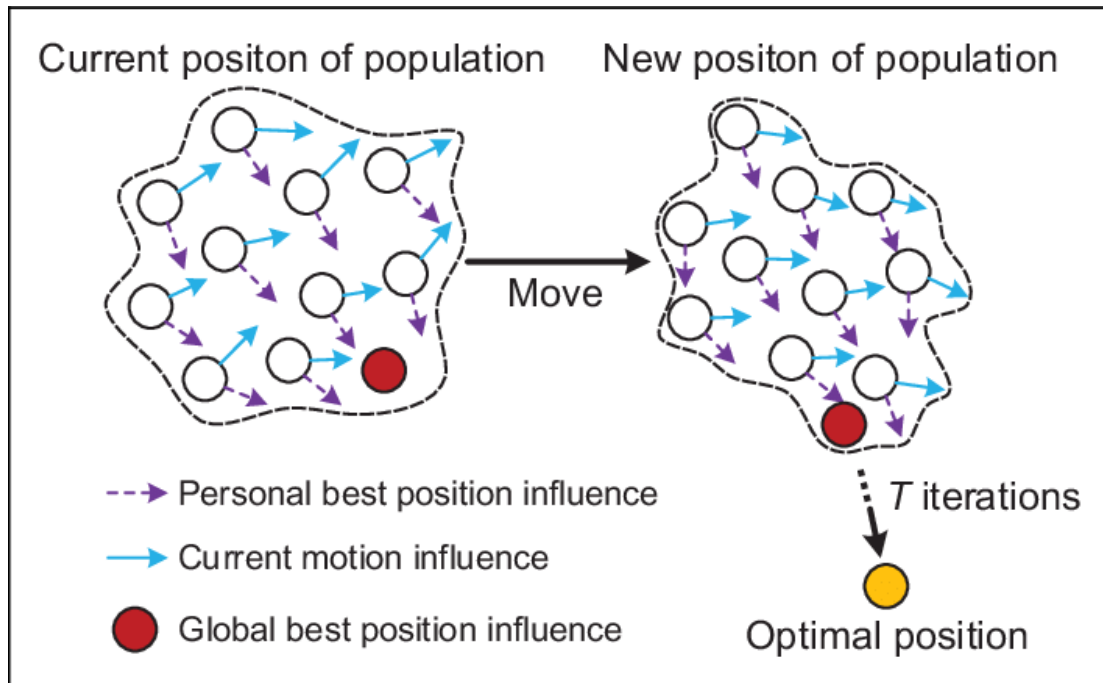 Current positon of population
New positon of population
Move
Personal best position influence
Current motion influence
Global best position influence
T iterations
Optimal position